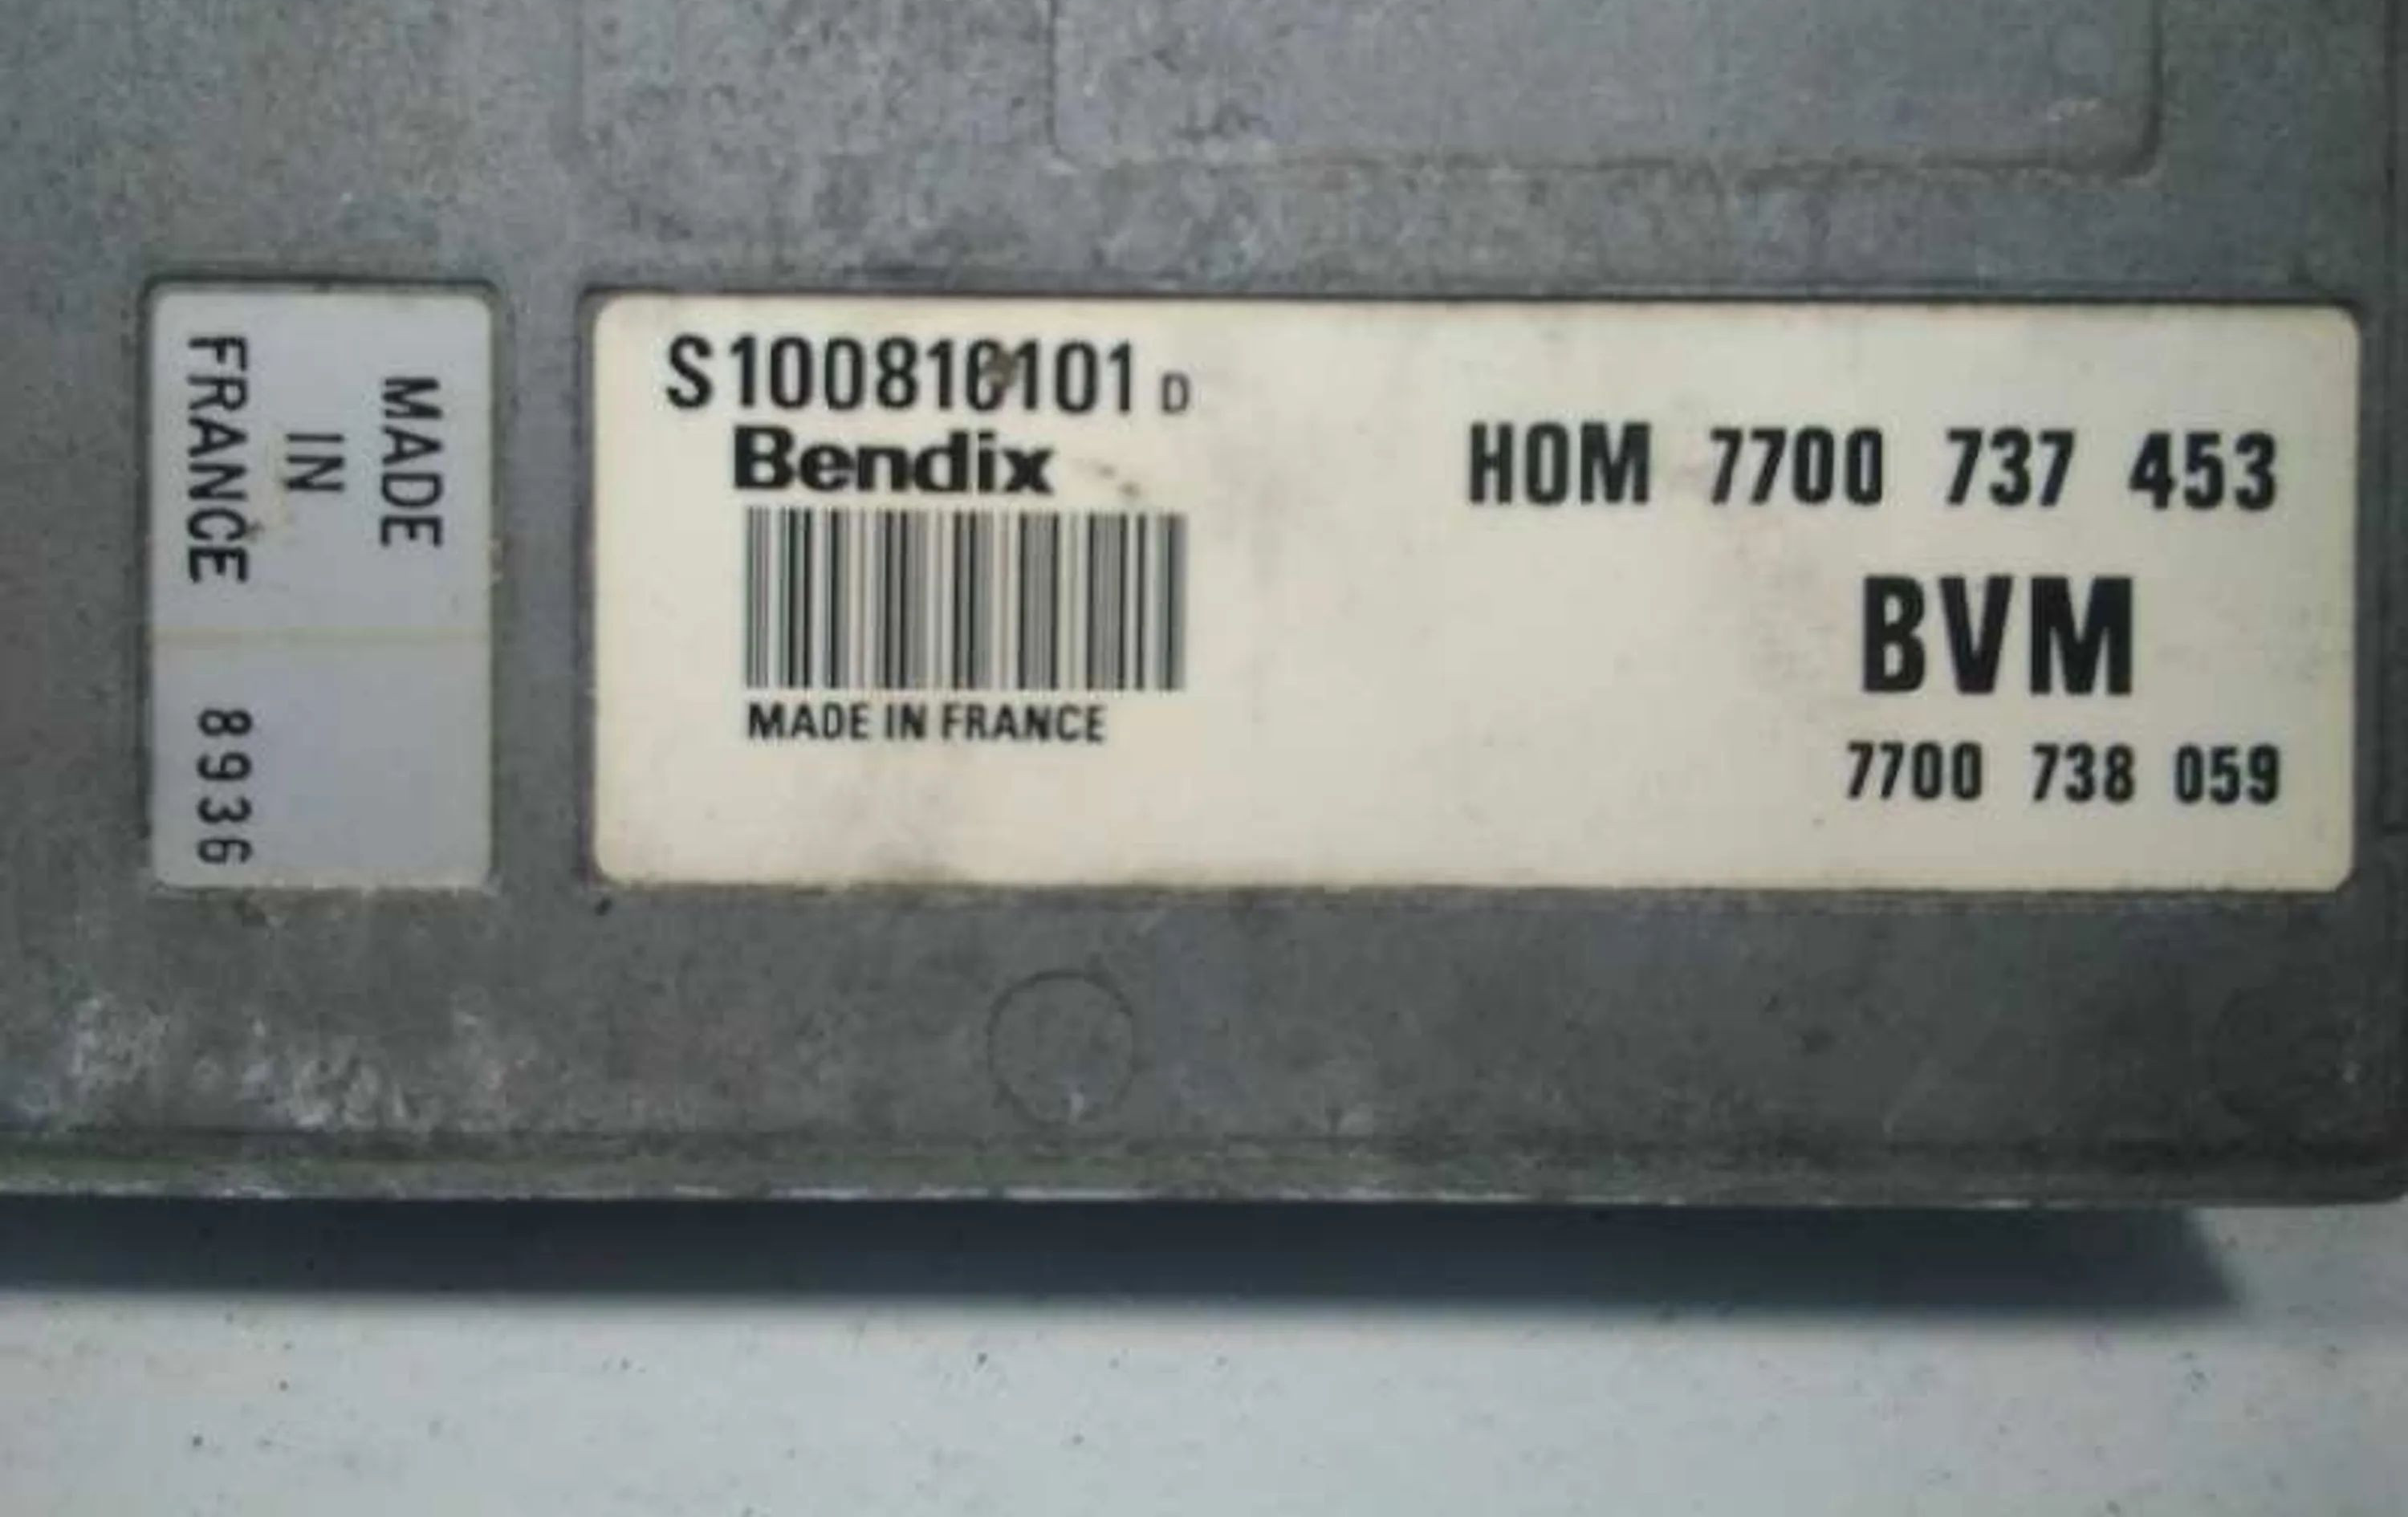 MADE
IN
FRANCE
8936
S100816101 D
Bendix
MADE IN FRANCE
HOM 7700 737 453
BVM
7700 738 059